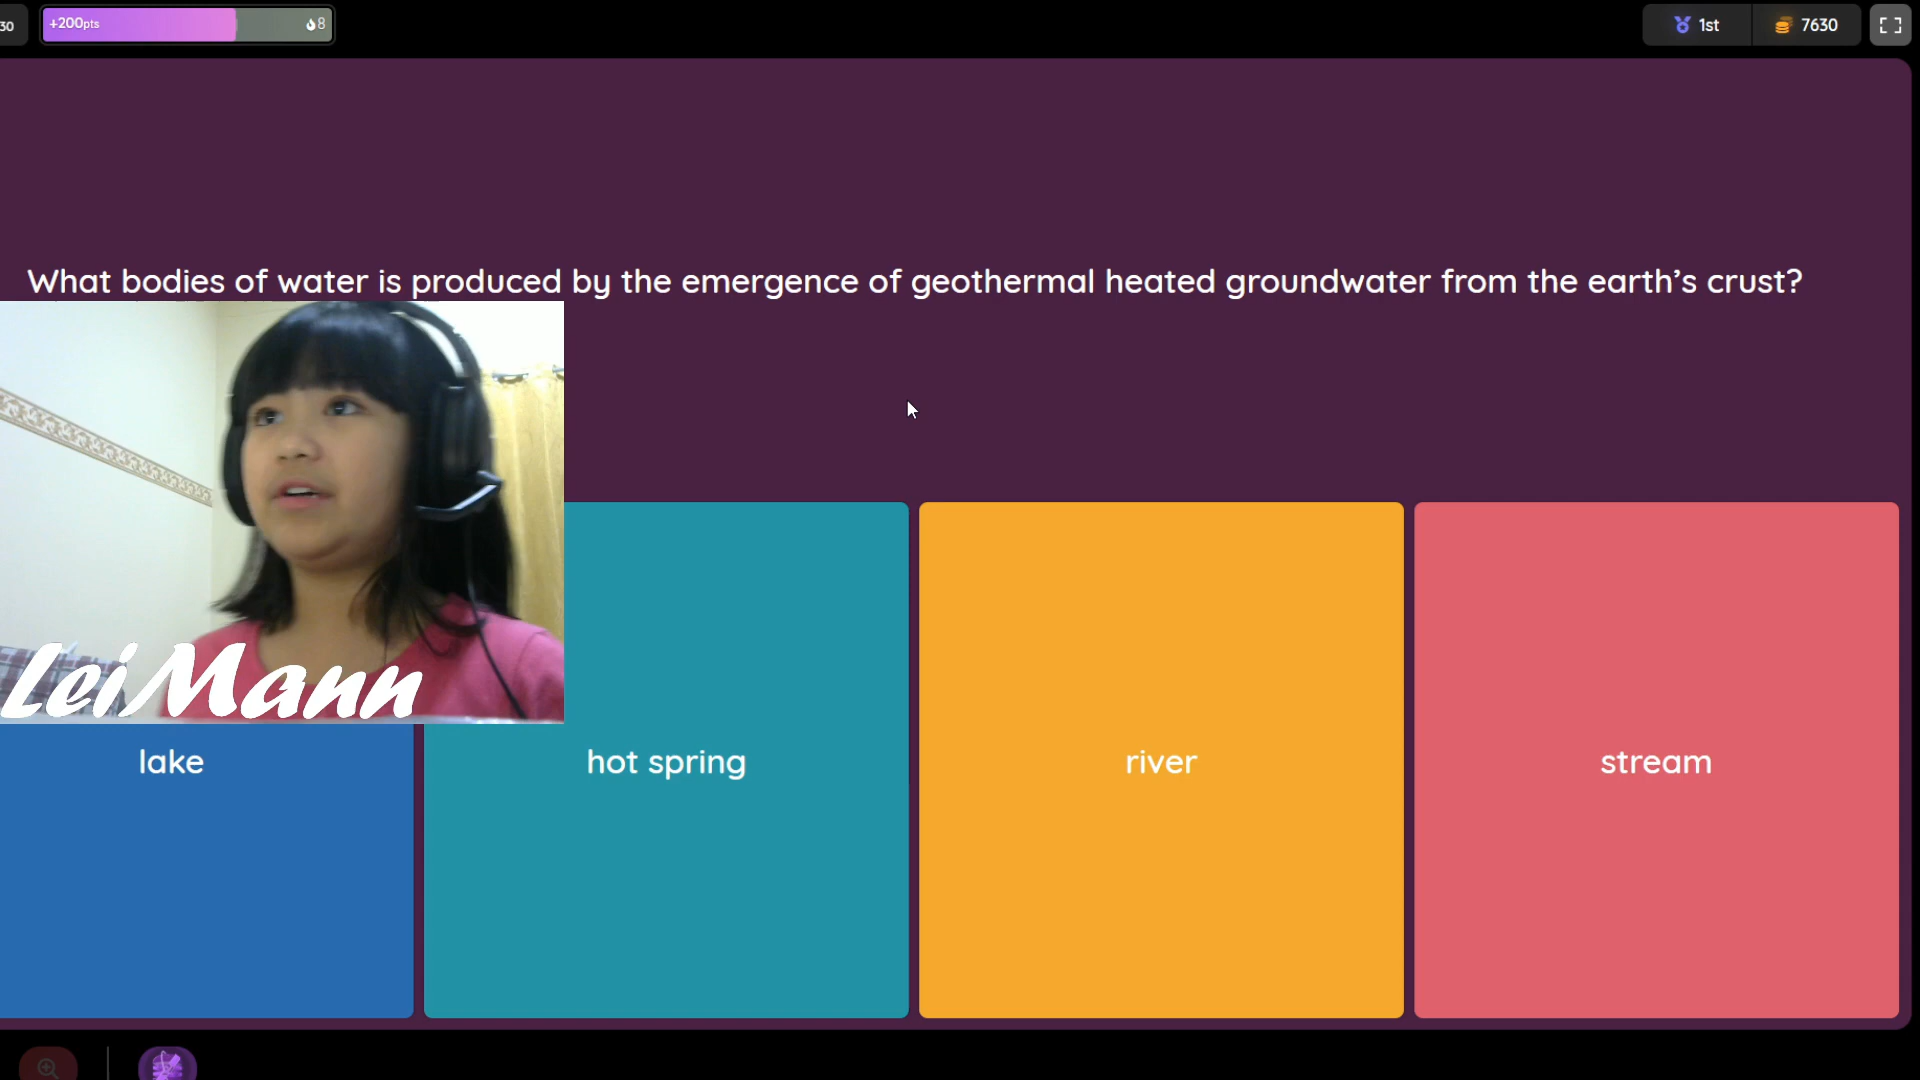 30
+200pts
8
1st
7630
What bodies of water is produced by the emergence of geothermal heated groundwater from the earth’s crust?
LeiMann
lake
hot spring
river
stream